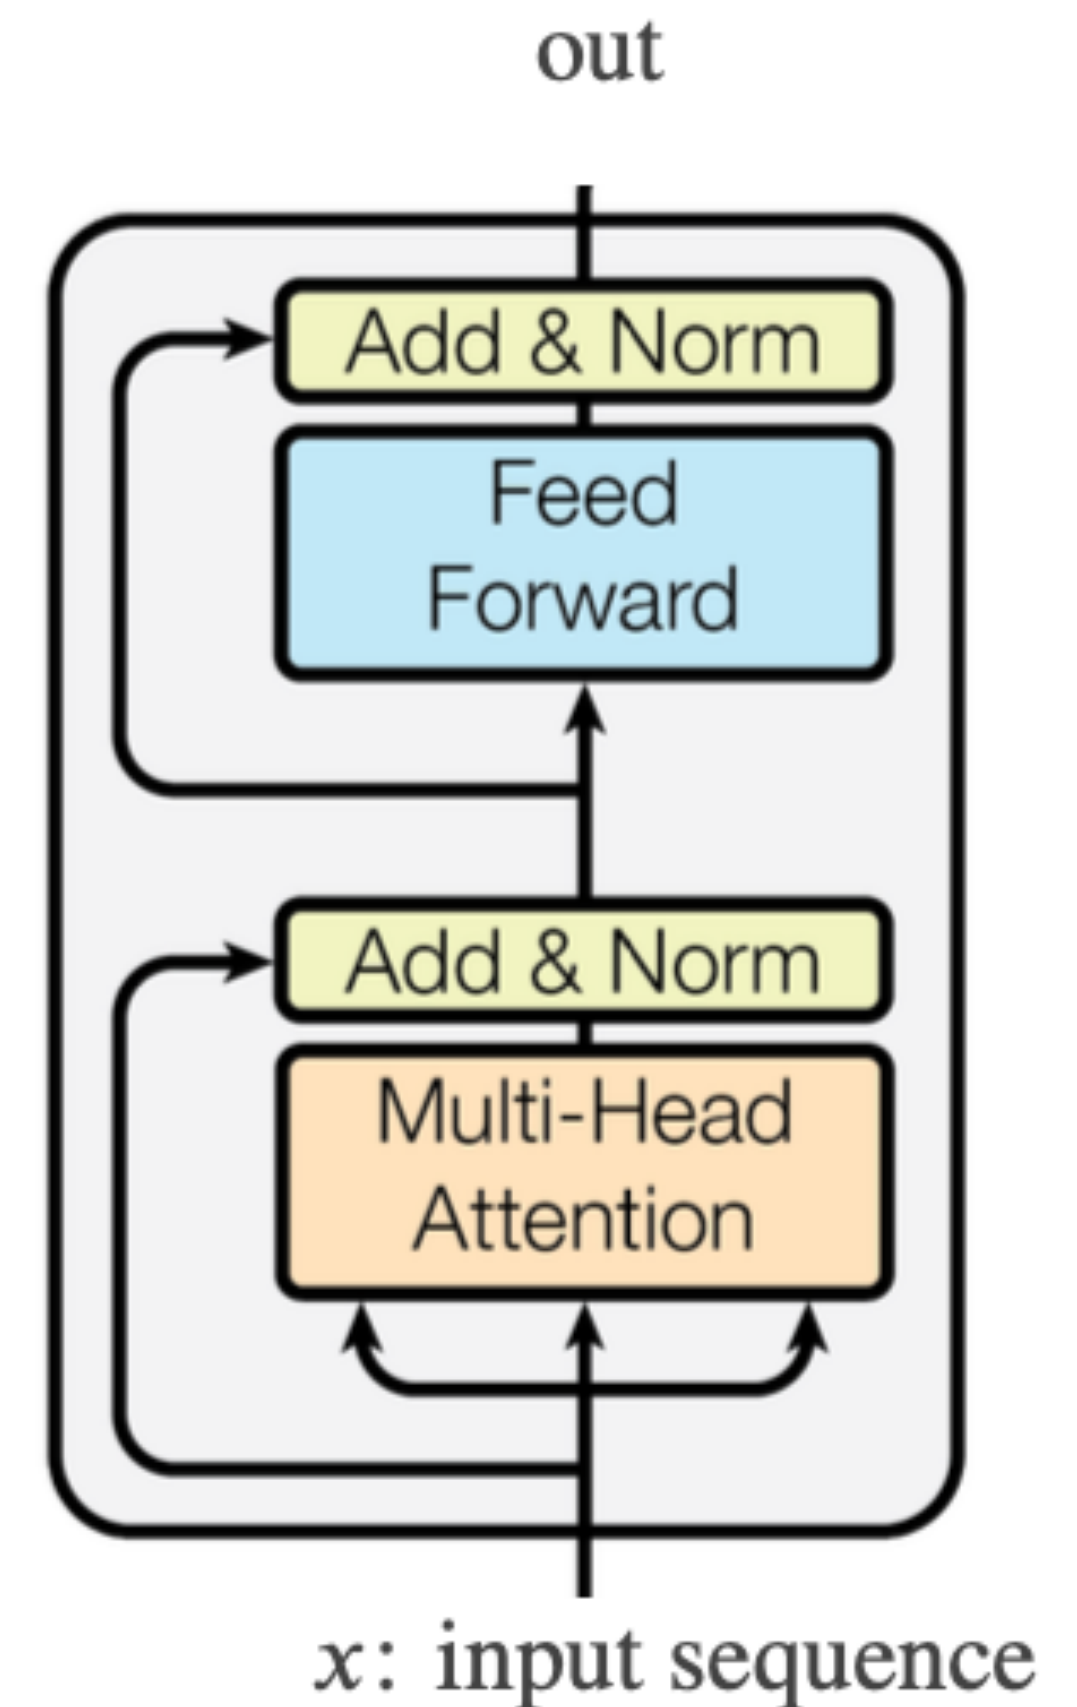 out
Add & Norm
Feed
Forward
Add & Norm
Multi-Head
Attention
x: input sequence